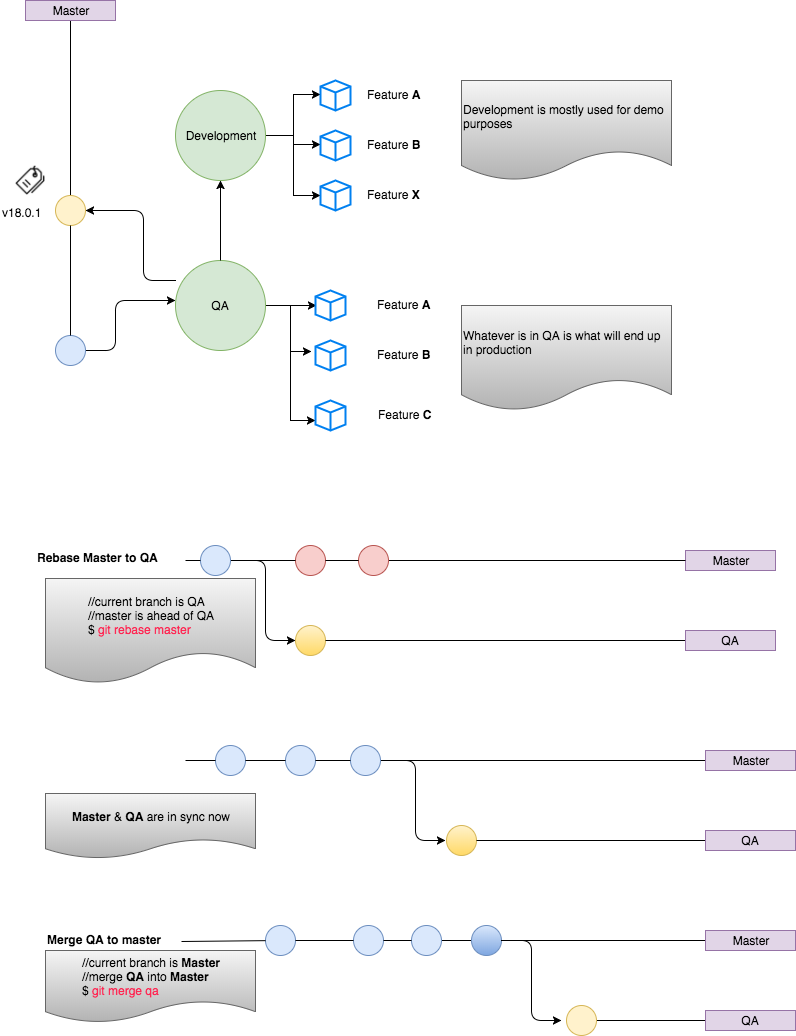 Master
Development
Feature A
Feature B
Feature X
Development is mostly used for demo
purposes
v18.0.1
QA
Feature A
Feature B
Feature C
Whatever is in QA is what will end up
in production
Rebase Master to QA
Master
//current branch is QA
//master is ahead of QA
$ git rebase master
QA
Master
Master & QA are in sync now
QA
Merge QA to master
Master
//current branch is Master
//merge QA into Master
$ git merge qa
QA